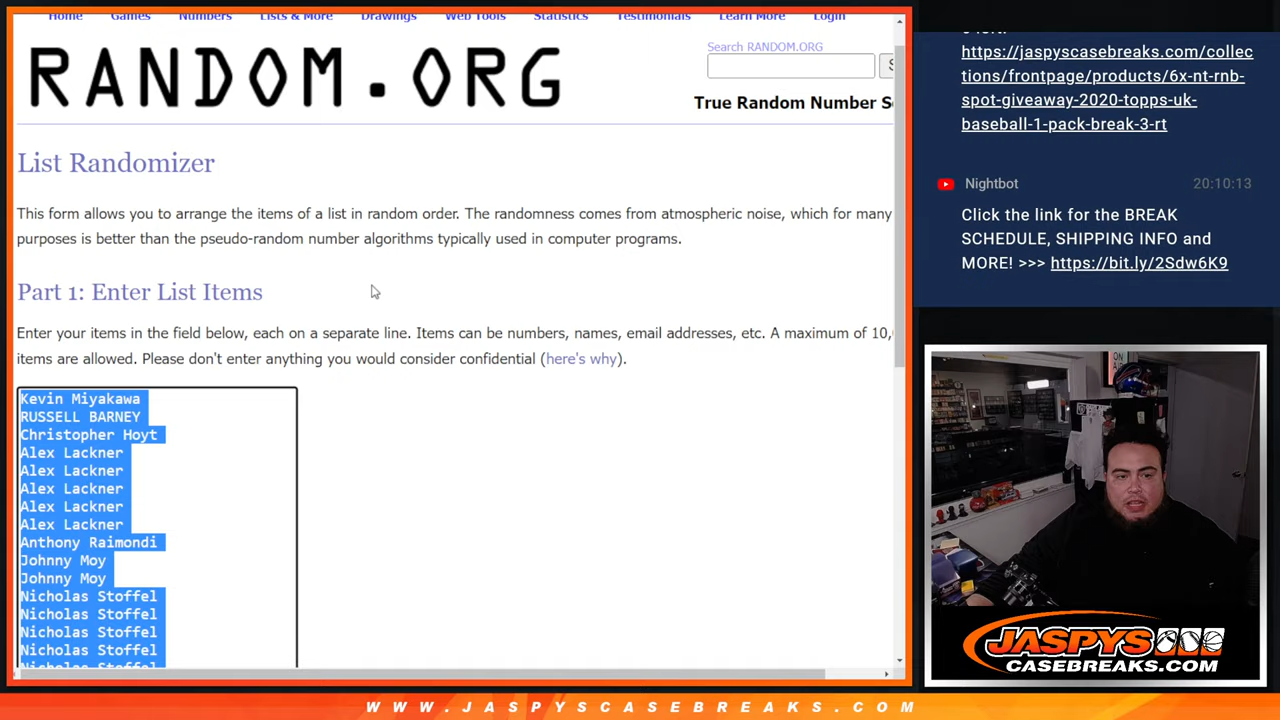 Home Games Numbers Lists & More Drawings Web Tools Statistics Testimonials Learn More Login
RANDOM.ORG
Search RANDOM.ORG
True Random Number S
List Randomizer
This form allows you to arrange the items of a list in random order. The randomness comes from atmospheric noise, which for many
purposes is better than the pseudo-random number algorithms typically used in computer programs.
Part 1: Enter List Items
Enter your items in the field below, each on a separate line. Items can be numbers, names, email addresses, etc. A maximum of 10,
items are allowed. Please don't enter anything you would consider confidential (here's why).
Kevin Miyakawa
RUSSELL BARNEY
Christopher Hoyt
Alex Lackner
Alex Lackner
Alex Lackner
Alex Lackner
Alex Lackner
Anthony Raimondi
Johnny Moy
Johnny Moy
Nicholas Stoffel
Nicholas Stoffel
Nicholas Stoffel
Nicholas Stoffel
https://jaspyscasebreaks.com/collec
tions/frontpage/products/6x-nt-rnb-
spot-giveaway-2020-topps-uk-
baseball-1-pack-break-3-rt
Nightbot 20:10:13
Click the link for the BREAK
SCHEDULE, SHIPPING INFO and
MORE! >>> https://bit.ly/2Sdw6K9
ON
JASPYS
CASEBREAKS.COM
WWW.JASPYSCASEBREAKS.COM